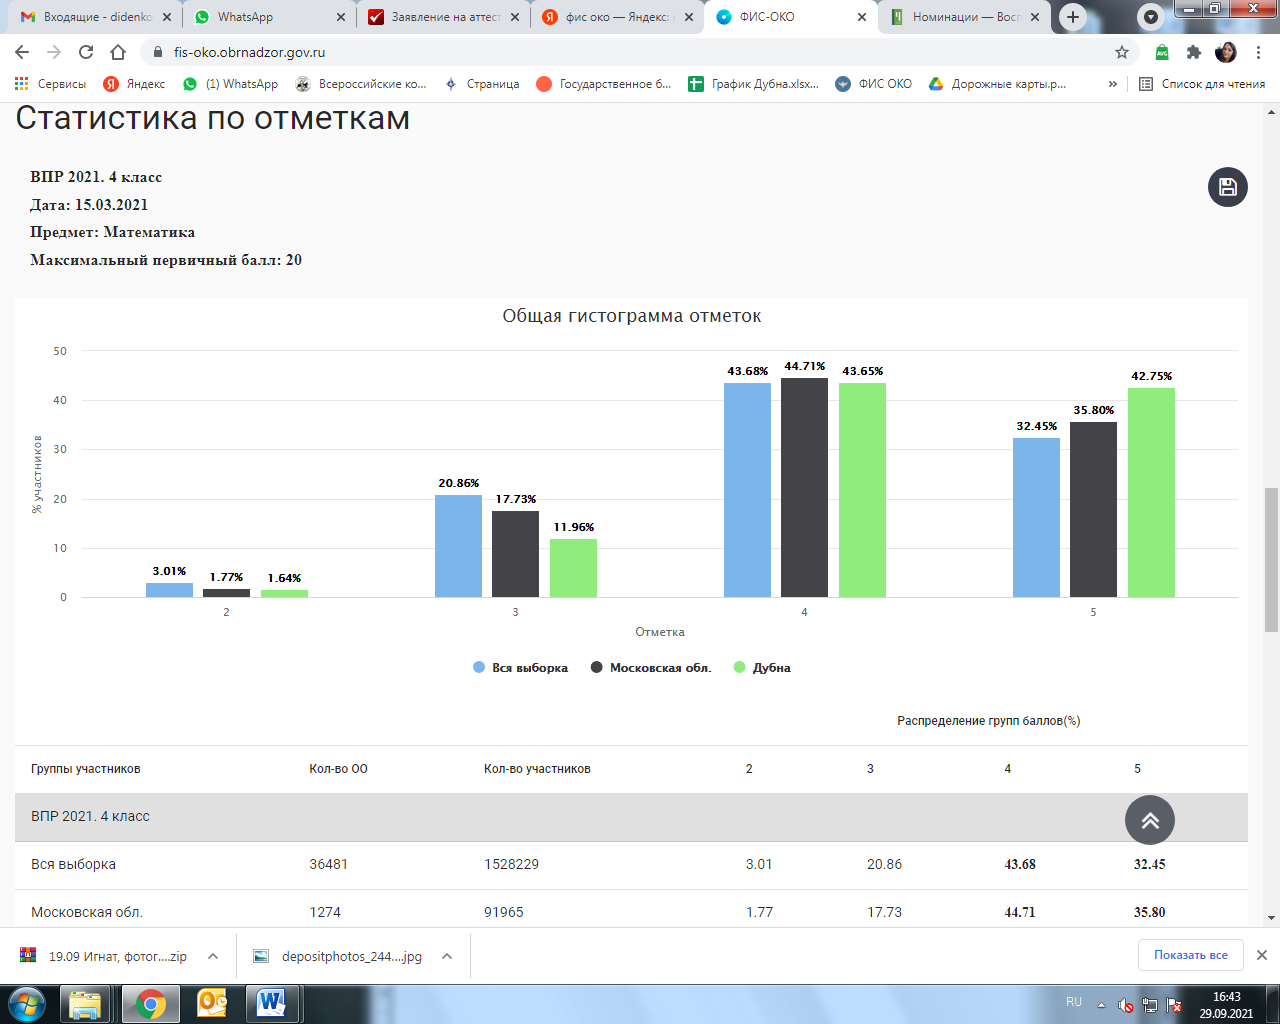 Входящие - didenko
WhatsApp
Заявление на аттест
фис око — Яндекс:
ФИС-ОКО
Номинации — Восп
fis-oko.obrnadzor.gov.ru
Сервисы
Яндекс
(1) WhatsApp
Всероссийские ко...
Страница
Государственное б...
График Дубна.xlsx...
ФИС ОКО
Дорожные карты.р...
»
Список для чтения
Статистика по отметкам
ВПР 2021. 4 класс
Дата: 15.03.2021
Предмет: Математика
Максимальный первичный балл: 20
Общая гистограмма отметок
% участников
50
40
30
20
10
0
3.01%
1.77%
1.64%
20.86%
17.73%
11.96%
43.68%
44.71%
43.65%
32.45%
35.80%
42.75%
2
3
4
5
Отметка
Вся выборка
Московская обл.
Дубна
Распределение групп баллов(%)
Группы участников Кол-во ОО Кол-во участников 2 3 4 5
ВПР 2021. 4 класс
Вся выборка 36481 1528229 3.01 20.86 43.68 32.45
Московская обл. 1274 91965 1.77 17.73 44.71 35.80
19.09 Игнат, фотог....zip
depositphotos_244....jpg
Показать все
RU
16:43
29.09.2021